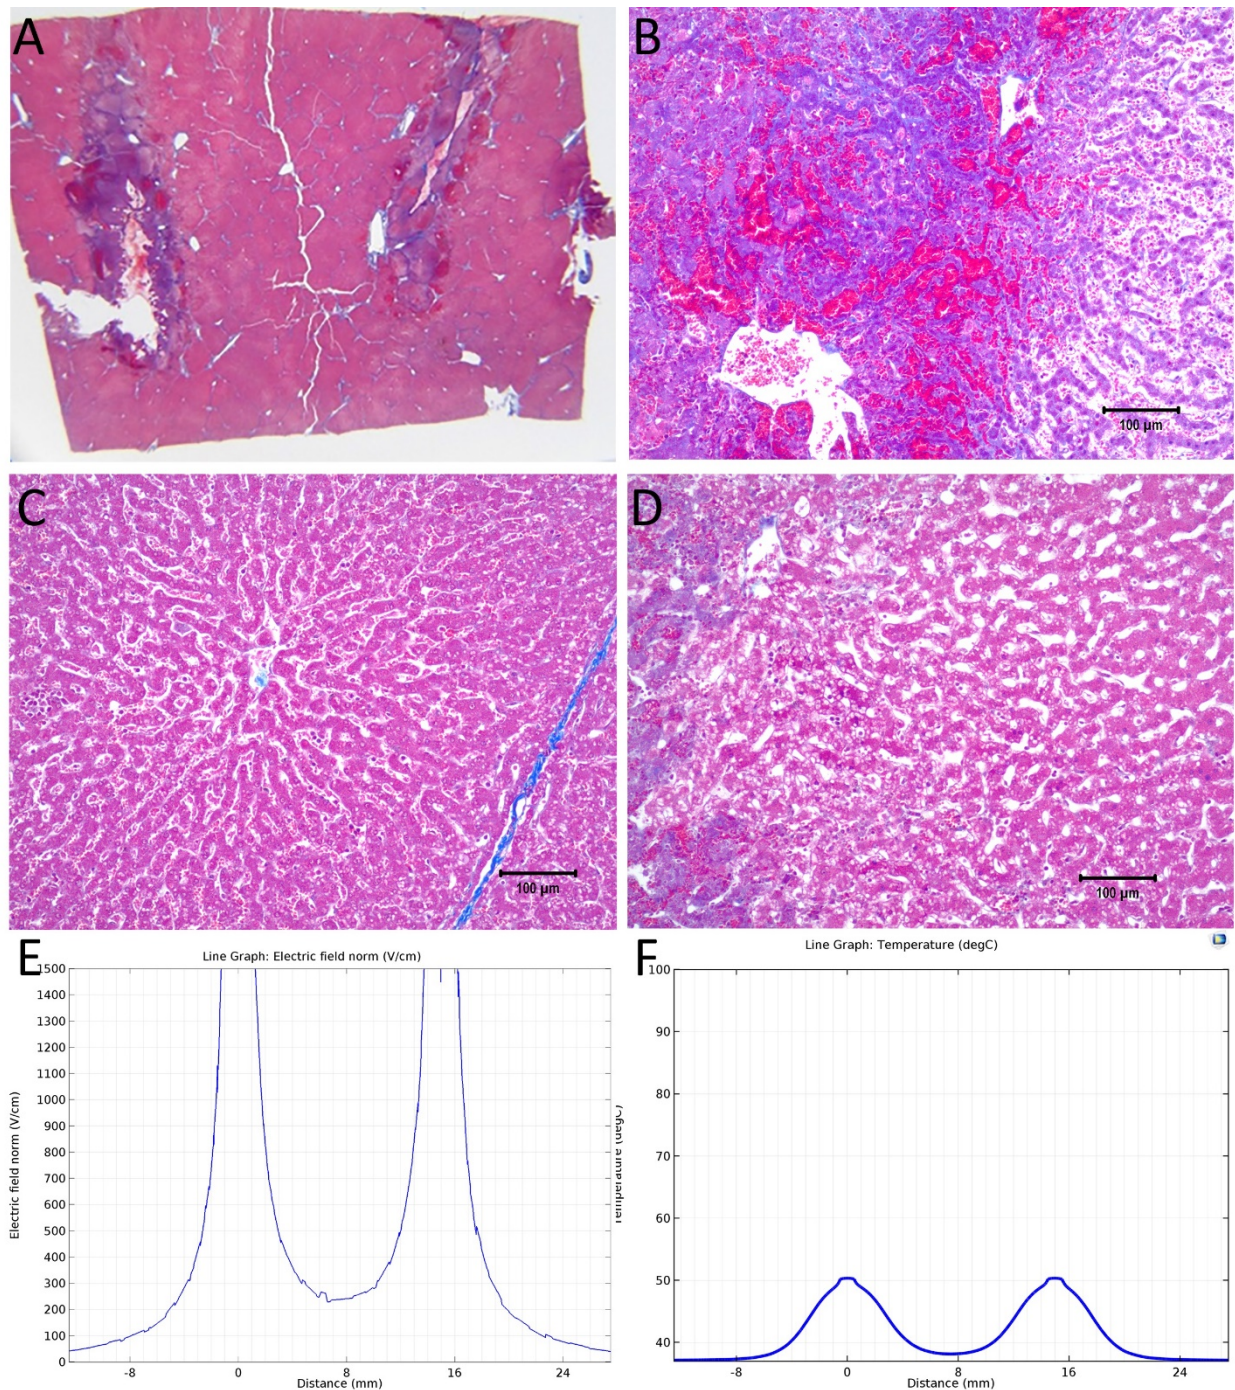 A
B
100 µm
C
100 µm
D
100 µm
E
Line Graph: Electric field norm (V/cm)
Electric field norm (V/cm)
1500
1400
1300
1200
1100
1000
900
800
700
600
500
400
300
200
100
0
-8
0
8
16
24
Distance (mm)
F
Line Graph: Temperature (degC)
Temperature (degC)
100
90
80
70
60
50
40
-8
0
8
16
24
Distance (mm)